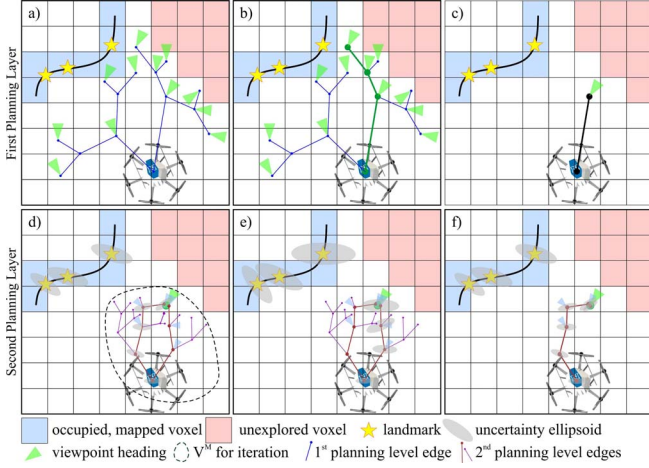 a)
b)
c)
First Planning Layer
d)
e)
f)
Second Planning Layer
occupied, mapped voxel
unexplored voxel
landmark
uncertainty ellipsoid
viewpoint heading
Vᴹ for iteration
1ˢᵗ planning level edge
2ⁿᵈ planning level edges